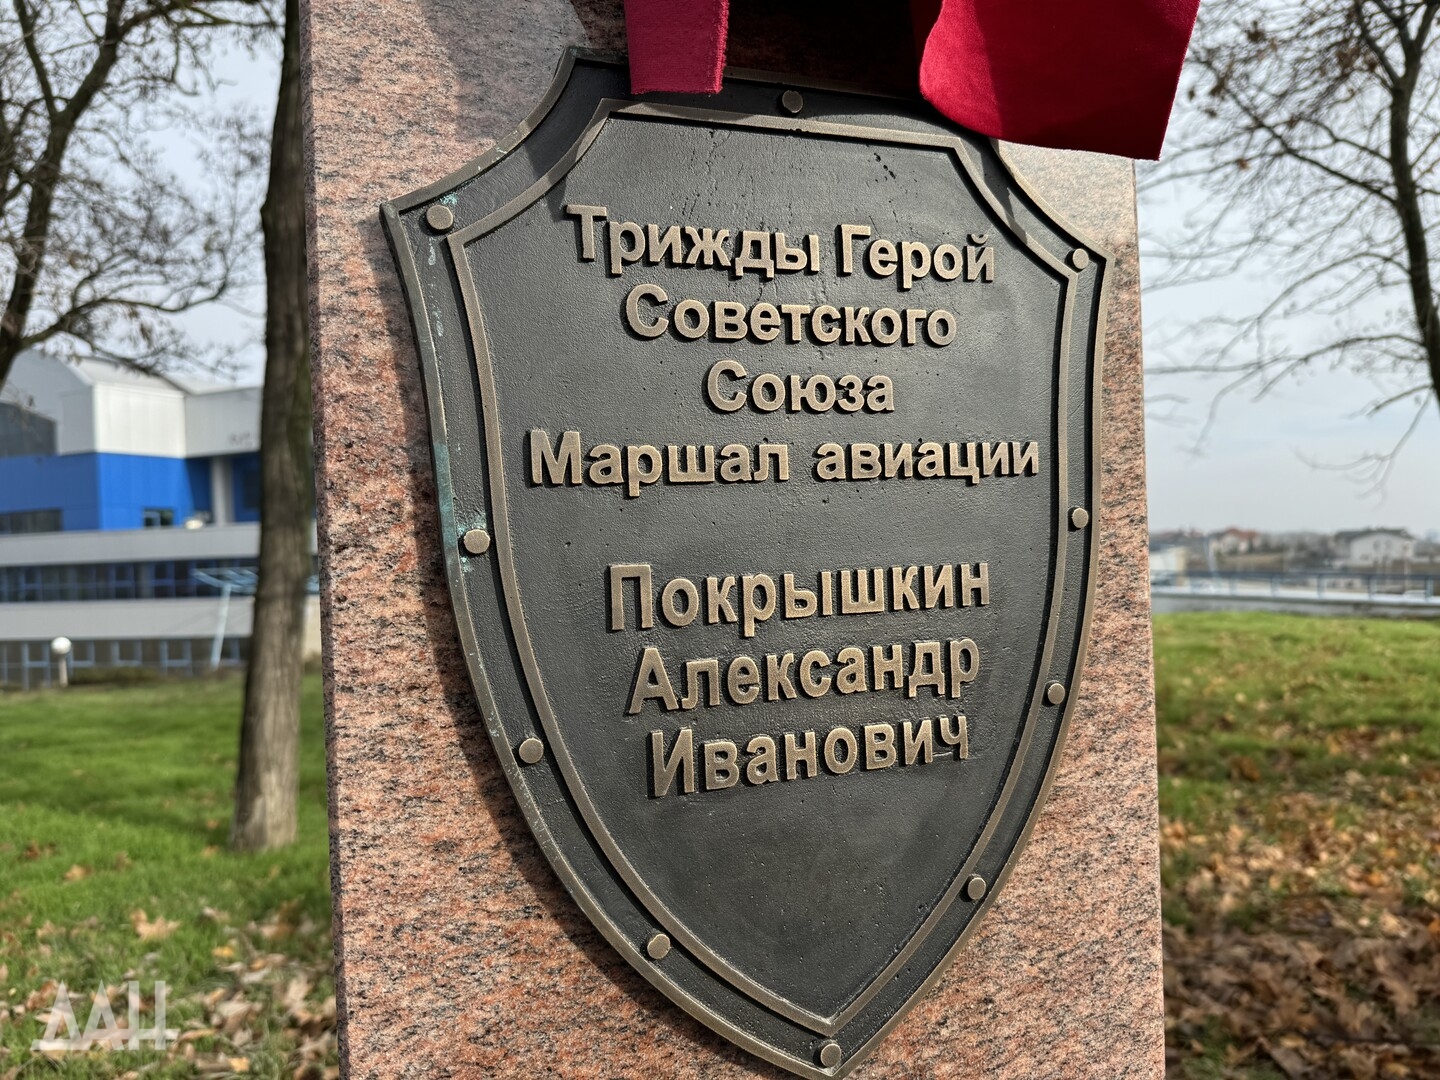 Трижды Герой
Советского
Союза
Маршал авиации
Покрышкин
Александр
Иванович
ДАН